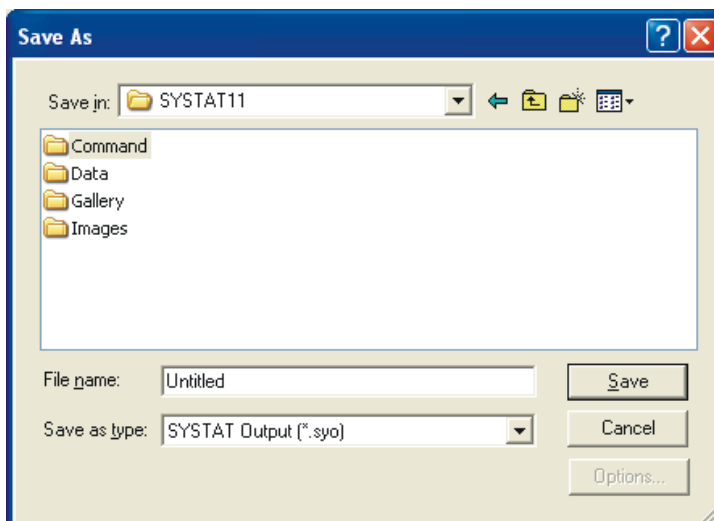 Save As
Save in: SYSTAT11
Command
Data
Gallery
Images
File name: Untitled
Save
Save as type: SYSTAT Output (*.syo)
Cancel
Options...